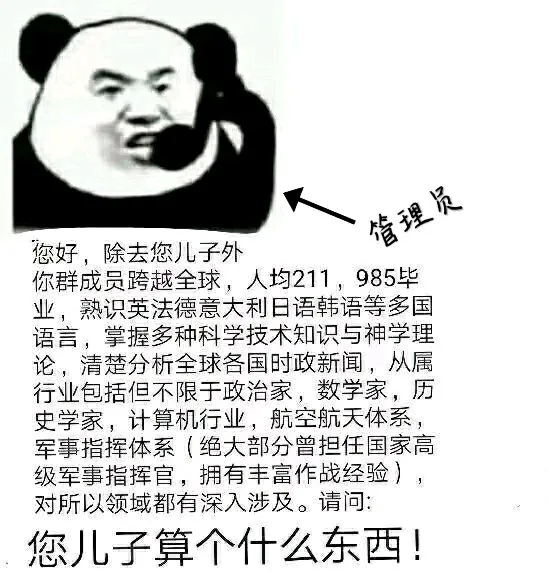 管理员
您好，除去您儿子外
你群成员跨越全球，人均211，985毕
业，熟识英法德意大利日语韩语等多国
语言，掌握多种科学技术知识与神学理
论，清楚分析全球各国时政新闻，从属
行业包括但不限于政治家，数学家，历
史学家，计算机行业，航空航天体系，
军事指挥体系（绝大部分曾担任国家高
级军事指挥官，拥有丰富作战经验），
对所以领域都有深入涉及。请问:
您儿子算个什么东西！